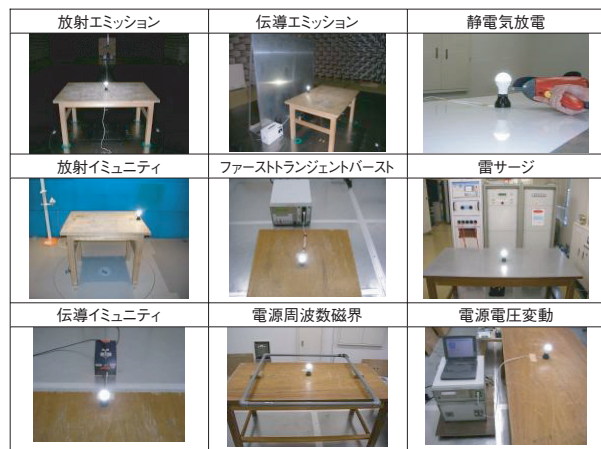 放射エミッション
伝導エミッション
静電気放電
放射イミュニティ
ファーストトランジェントバースト
雷サージ
伝導イミュニティ
電源周波数磁界
電源電圧変動